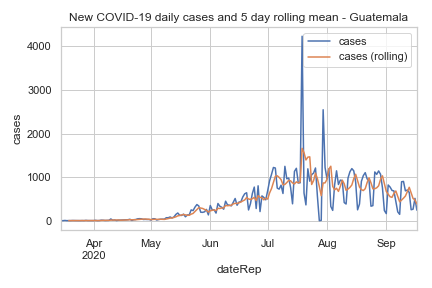 New COVID-19 daily cases and 5 day rolling mean - Guatemala
cases
cases (rolling)
4000
3000
2000
1000
0
cases
Apr
2020
May
Jun
Jul
Aug
Sep
dateRep